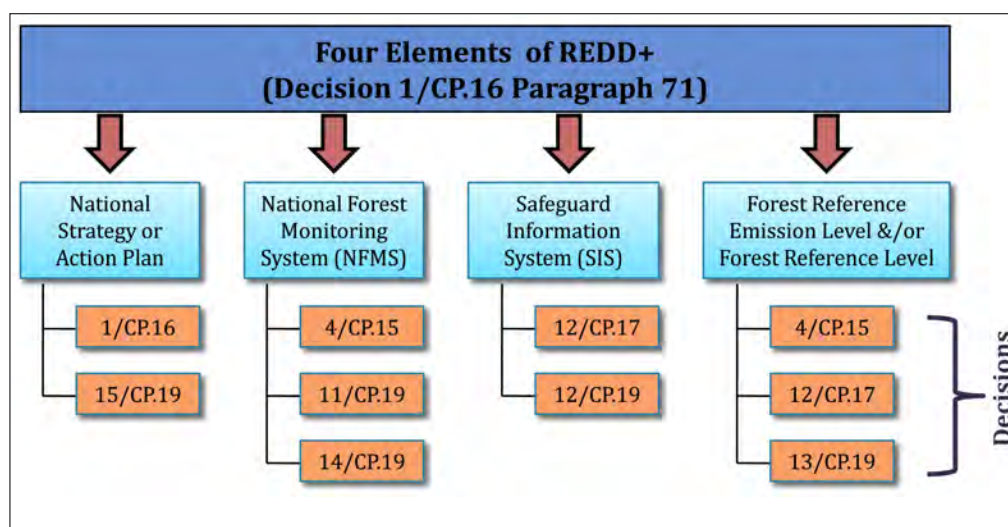 Four Elements of REDD+
(Decision 1/CP.16 Paragraph 71)
National
Strategy or
Action Plan
1/CP.16
15/CP.19
National Forest
Monitoring
System (NFMS)
4/CP.15
11/CP.19
14/CP.19
Safeguard
Information
System (SIS)
12/CP.17
12/CP.19
Forest Reference
Emission Level &/or
Forest Reference Level
4/CP.15
12/CP.17
13/CP.19
Decisions